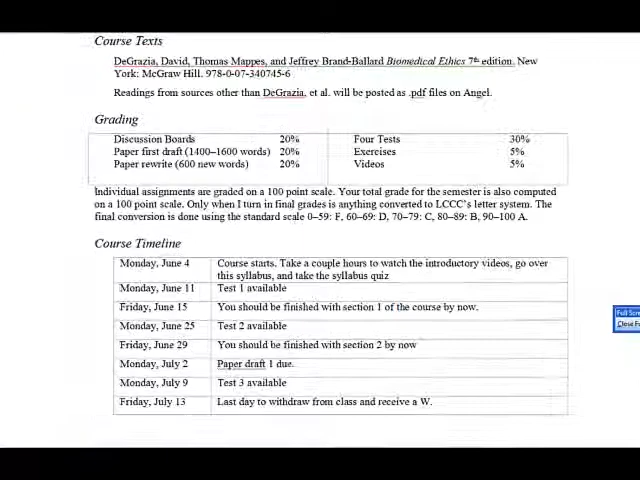 Course Texts
DeGrazia, David, Thomas Mappes, and Jeffrey Brand-Ballard Biomedical Ethics 7th edition. New
York: McGraw Hill. 978-0-07-340745-6
Readings from sources other than DeGrazia, et al. will be posted as .pdf files on Angel.
Grading
Discussion Boards 20% Four Tests 30%
Paper first draft (1400–1600 words) 20% Exercises 5%
Paper rewrite (600 new words) 20% Videos 5%
Individual assignments are graded on a 100 point scale. Your total grade for the semester is also computed
on a 100 point scale. Only when I turn in final grades is anything converted to LCCC's letter system. The
final conversion is done using the standard scale 0–59: F, 60–69: D, 70–79: C, 80–89: B, 90–100 A.
Course Timeline
Monday, June 4 Course starts. Take a couple hours to watch the introductory videos, go over
this syllabus, and take the syllabus quiz
Monday, June 11 Test 1 available
Friday, June 15 You should be finished with section 1 of the course by now.
Monday, June 25 Test 2 available
Friday, June 29 You should be finished with section 2 by now
Monday, July 2 Paper draft 1 due.
Monday, July 9 Test 3 available
Friday, July 13 Last day to withdraw from class and receive a W.
Full Scre
Close Fu